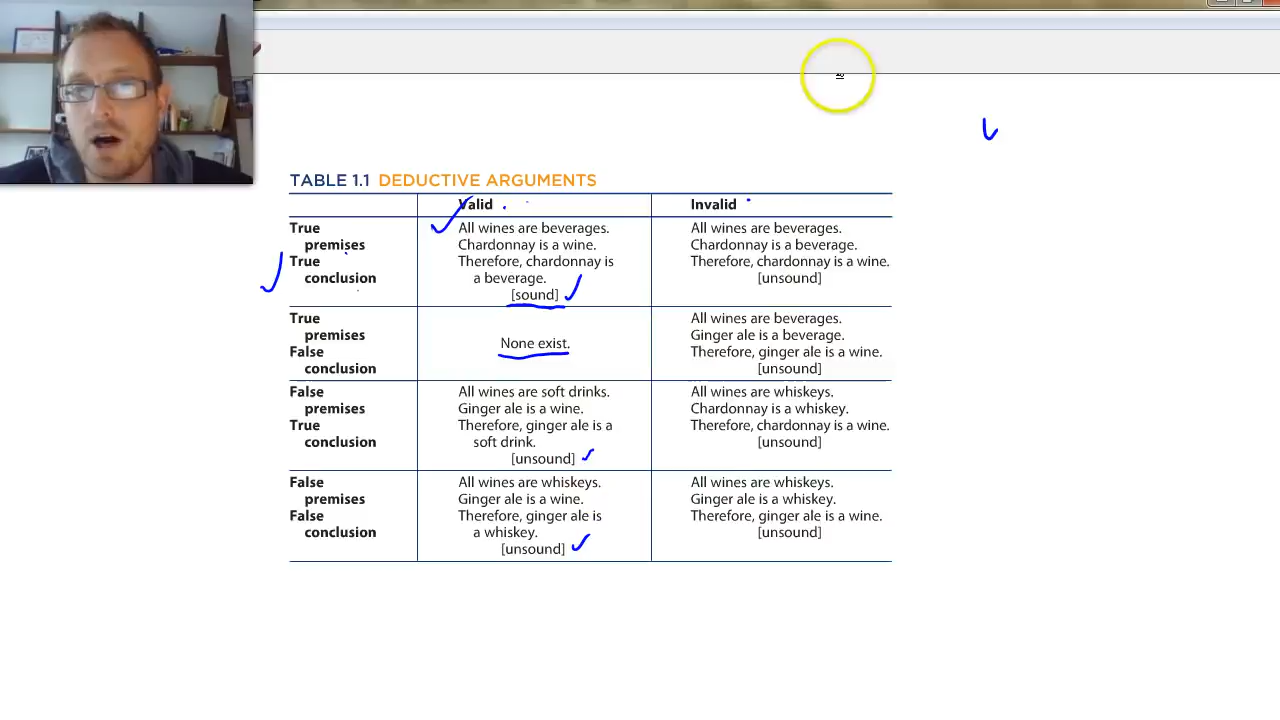 TABLE 1.1 DEDUCTIVE ARGUMENTS
Valid
Invalid
True
premises
True
conclusion
All wines are beverages.
Chardonnay is a wine.
Therefore, chardonnay is
a beverage.
[sound]
All wines are beverages.
Chardonnay is a beverage.
Therefore, chardonnay is a wine.
[unsound]
True
premises
False
conclusion
None exist.
All wines are beverages.
Ginger ale is a beverage.
Therefore, ginger ale is a wine.
[unsound]
False
premises
True
conclusion
All wines are soft drinks.
Ginger ale is a wine.
Therefore, ginger ale is a
soft drink.
[unsound]
All wines are whiskeys.
Chardonnay is a whiskey.
Therefore, chardonnay is a wine.
[unsound]
False
premises
False
conclusion
All wines are whiskeys.
Ginger ale is a wine.
Therefore, ginger ale is
a whiskey.
[unsound]
All wines are whiskeys.
Ginger ale is a whiskey.
Therefore, ginger ale is a wine.
[unsound]